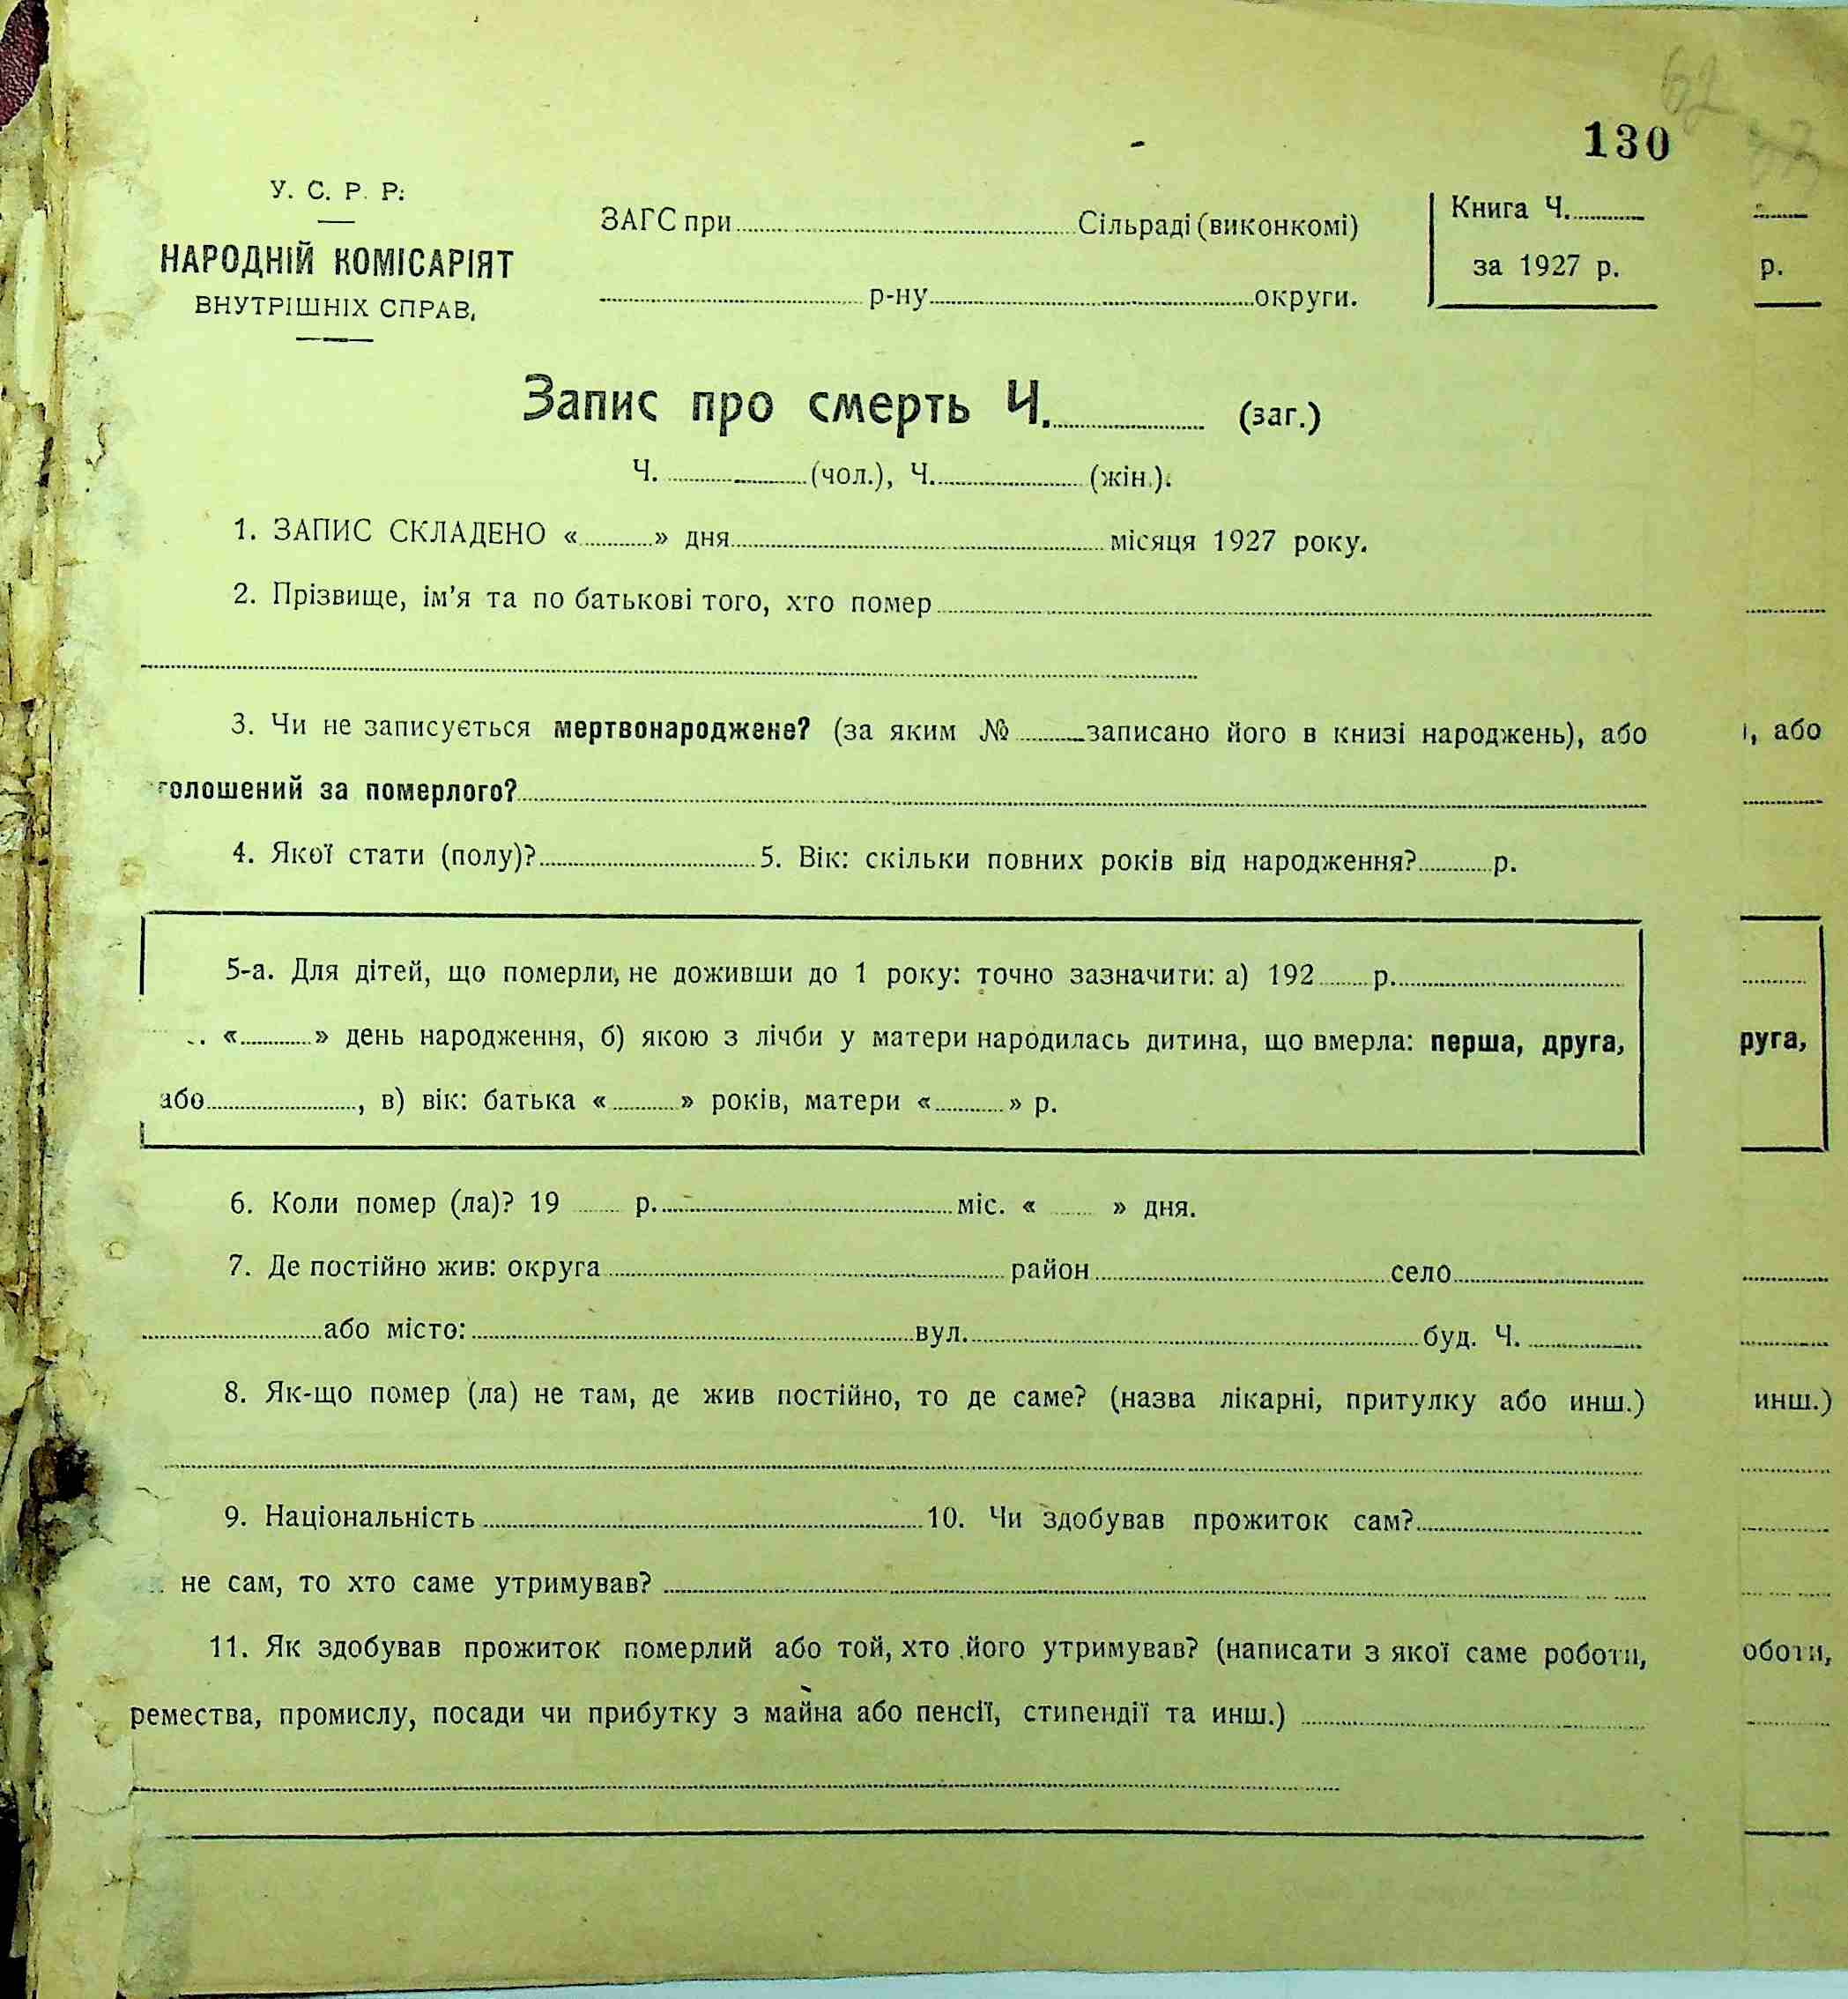 62
130
У. С. Р. Р.
НАРОДНІЙ КОМІСАРІЯТ
ВНУТРІШНІХ СПРАВ.
ЗАГС при Сільраді (виконкомі)
р-ну округи.
Книга Ч.
за 1927 р.
р.
Запис про смерть Ч. (заг.)
Ч. (чол.), Ч. (жін.).
1. ЗАПИС СКЛАДЕНО « » дня місяця 1927 року.
2. Прізвище, ім'я та по батькові того, хто помер
3. Чи не записується мертвонароджене? (за яким № записано його в книзі народжень), або
і, або
голошений за померлого?
4. Якої стати (полу)? 5. Вік: скільки повних років від народження? р.
5-а. Для дітей, що померли, не доживши до 1 року: точно зазначити: а) 192 р.
« » день народження, б) якою з лічби у матери народилась дитина, що вмерла: перша, друга,
руга,
або , в) вік: батька « » років, матери « » р.
6. Коли помер (ла)? 19 р. міс. « » дня.
7. Де постійно жив: округа район село
або місто: вул. буд. Ч.
8. Як-що помер (ла) не там, де жив постійно, то де саме? (назва лікарні, притулку або инш.)
инш.)
9. Національність 10. Чи здобував прожиток сам?
не сам, то хто саме утримував?
11. Як здобував прожиток померлий або той, хто його утримував? (написати з якої саме роботи,
оботи,
ремества, промислу, посади чи прибутку з майна або пенсії, стипендії та инш.)